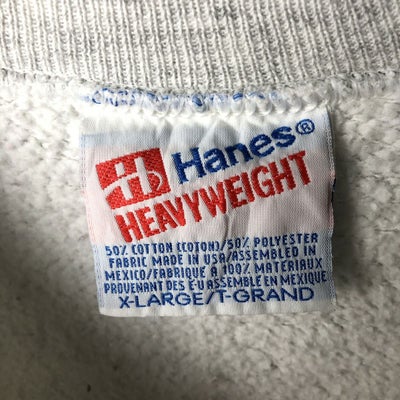 Hanes®
HEAVYWEIGHT
50% COTTON (COTON)/50% POLYESTER
FABRIC MADE IN USA/ASSEMBLED IN
MEXICO/FABRIQUE À 100% MATERIAUX
PROVENANT DES E-U ASSEMBLE EN MEXIQUE
X-LARGE/T-GRAND